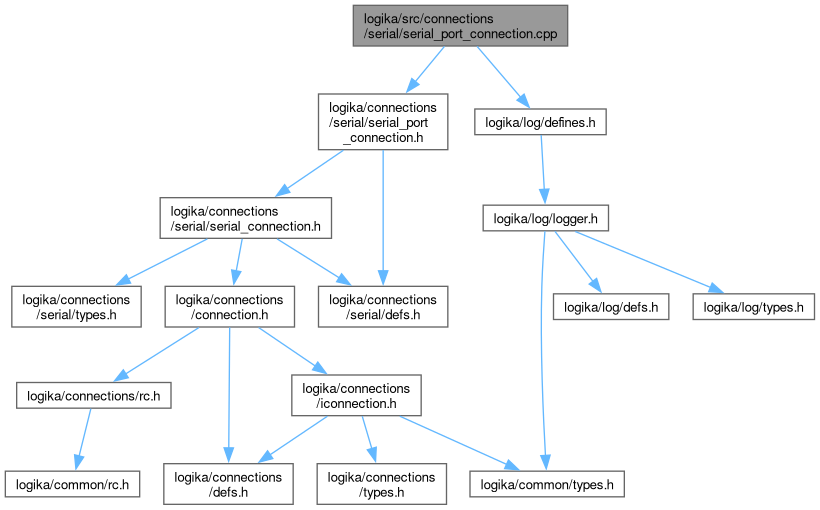 logika/src/connections
/serial/serial_port_connection.cpp
logika/connections
/serial/serial_port
_connection.h
logika/log/defines.h
logika/connections
/serial/serial_connection.h
logika/log/logger.h
logika/connections
/serial/types.h
logika/connections
/connection.h
logika/connections
/serial/defs.h
logika/log/defs.h
logika/log/types.h
logika/connections/rc.h
logika/connections
/iconnection.h
logika/common/rc.h
logika/connections
/defs.h
logika/connections
/types.h
logika/common/types.h